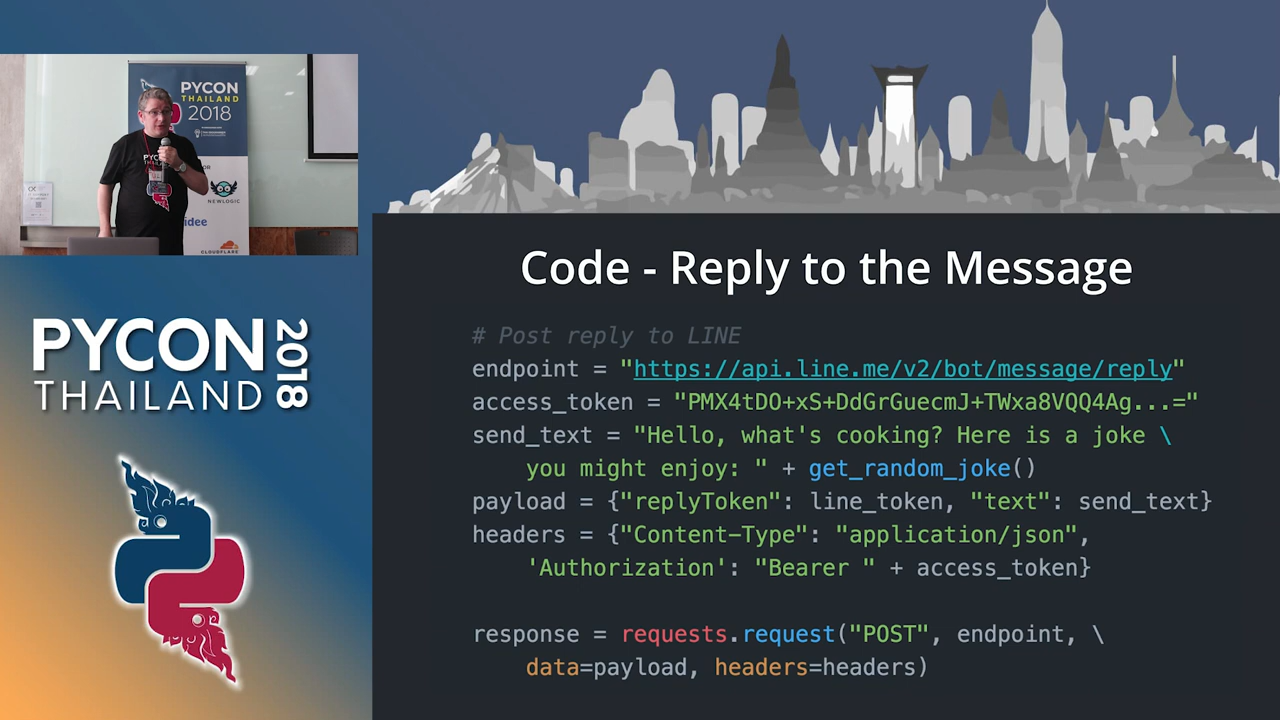 PYCON
THAILAND
2018
NEWLOGIC
idee
CLOUDFLARE
PYCON
THAILAND
2018
Code - Reply to the Message
# Post reply to LINE
endpoint = "https://api.line.me/v2/bot/message/reply"
access_token = "PMX4tDO+xS+DdGrGuecmJ+TWxa8VQQ4Ag...="
send_text = "Hello, what's cooking? Here is a joke \
you might enjoy: " + get_random_joke()
payload = {"replyToken": line_token, "text": send_text}
headers = {"Content-Type": "application/json",
'Authorization': "Bearer " + access_token}
response = requests.request("POST", endpoint, \
data=payload, headers=headers)